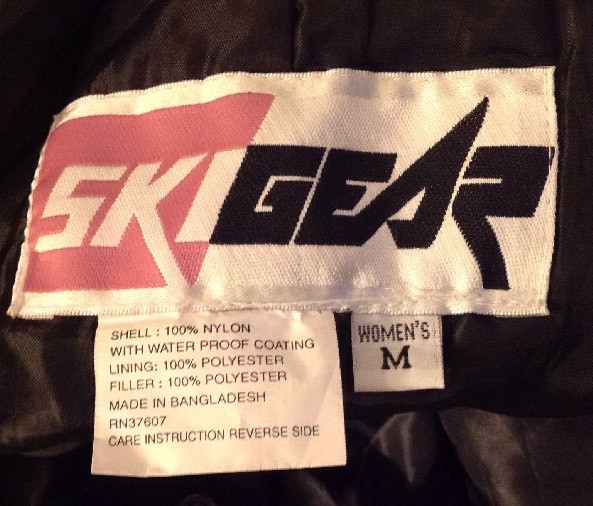 SKIGEAR
SHELL : 100% NYLON
WITH WATER PROOF COATING
LINING: 100% POLYESTER
FILLER : 100% POLYESTER
MADE IN BANGLADESH
RN37607
CARE INSTRUCTION REVERSE SIDE
WOMEN'S
M